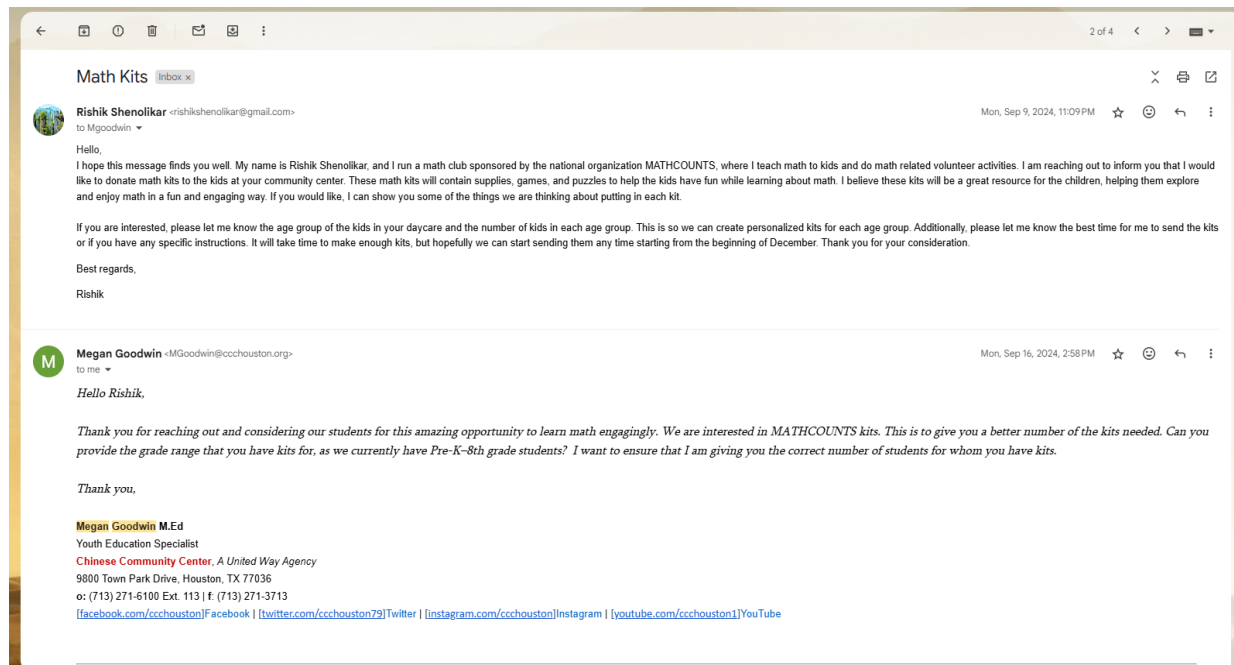 2 of 4
Math Kits Inbox ×
Rishik Shenolikar <rishikshenolikar@gmail.com>
Mon, Sep 9, 2024, 11:09 PM
to Mgoodwin
Hello,
I hope this message finds you well. My name is Rishik Shenolikar, and I run a math club sponsored by the national organization MATHCOUNTS, where I teach math to kids and do math related volunteer activities. I am reaching out to inform you that I would
like to donate math kits to the kids at your community center. These math kits will contain supplies, games, and puzzles to help the kids have fun while learning about math. I believe these kits will be a great resource for the children, helping them explore
and enjoy math in a fun and engaging way. If you would like, I can show you some of the things we are thinking about putting in each kit.
If you are interested, please let me know the age group of the kids in your daycare and the number of kids in each age group. This is so we can create personalized kits for each age group. Additionally, please let me know the best time for me to send the kits
or if you have any specific instructions. It will take time to make enough kits, but hopefully we can start sending them any time starting from the beginning of December. Thank you for your consideration.
Best regards,
Rishik
M
Megan Goodwin <MGoodwin@ccchouston.org>
Mon, Sep 16, 2024, 2:58 PM
to me
Hello Rishik,
Thank you for reaching out and considering our students for this amazing opportunity to learn math engagingly. We are interested in MATHCOUNTS kits. This is to give you a better number of the kits needed. Can you
provide the grade range that you have kits for, as we currently have Pre-K–8th grade students? I want to ensure that I am giving you the correct number of students for whom you have kits.
Thank you,
Megan Goodwin M.Ed
Youth Education Specialist
Chinese Community Center, A United Way Agency
9800 Town Park Drive, Houston, TX 77036
o: (713) 271-6100 Ext. 113 | f: (713) 271-3713
[facebook.com/ccchouston]Facebook | [twitter.com/ccchouston79]Twitter | [instagram.com/ccchouston]Instagram | [youtube.com/ccchouston1]YouTube